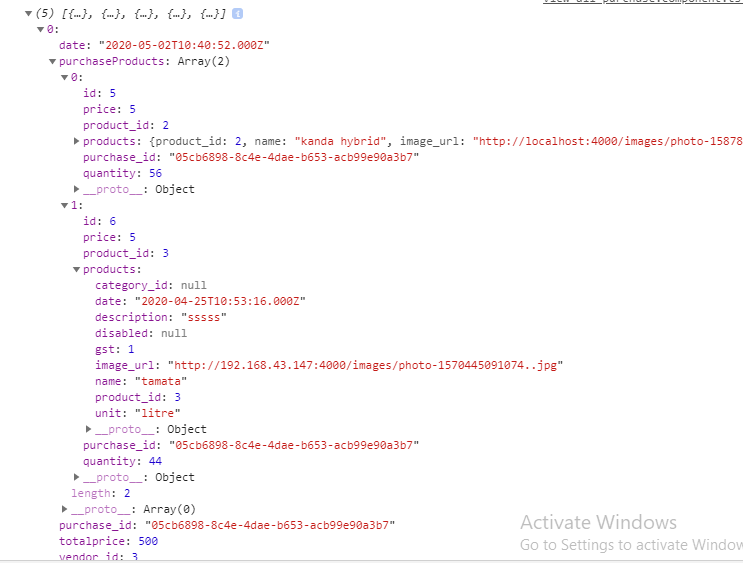 view-all-purchase.component.ts
(5) [{…}, {…}, {…}, {…}, {…}] i
0:
date: "2020-05-02T10:40:52.000Z"
purchaseProducts: Array(2)
0:
id: 5
price: 5
product_id: 2
products: {product_id: 2, name: "kanda hybrid", image_url: "http://localhost:4000/images/photo-15878
purchase_id: "05cb6898-8c4e-4dae-b653-acb99e90a3b7"
quantity: 56
__proto__: Object
1:
id: 6
price: 5
product_id: 3
products:
category_id: null
date: "2020-04-25T10:53:16.000Z"
description: "sssss"
disabled: null
gst: 1
image_url: "http://192.168.43.147:4000/images/photo-1570445091074..jpg"
name: "tamata"
product_id: 3
unit: "litre"
__proto__: Object
purchase_id: "05cb6898-8c4e-4dae-b653-acb99e90a3b7"
quantity: 44
__proto__: Object
length: 2
__proto__: Array(0)
purchase_id: "05cb6898-8c4e-4dae-b653-acb99e90a3b7"
totalprice: 500
vendor_id: 3
Activate Windows
Go to Settings to activate Window